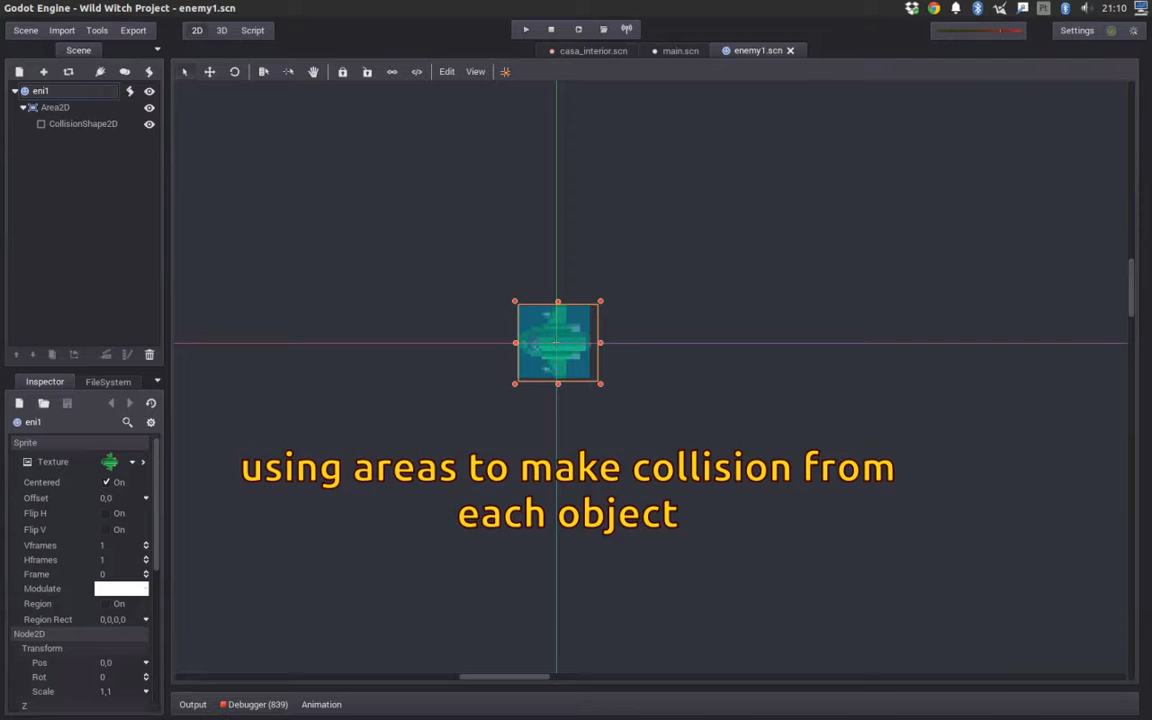 Godot Engine - Wild Witch Project - enemy1.scn
Pt
21:10
Scene Import Tools Export
2D 3D Script
Settings
Scene
casa_interior.scn
main.scn
enemy1.scn
Edit View
eni1
Area2D
CollisionShape2D
using areas to make collision from
each object
Inspector FileSystem
eni1
Sprite
Texture
Centered On
Offset 0,0
Flip H On
Flip V On
Vframes 1
Hframes 1
Frame 0
Modulate
Region On
Region Rect 0,0,0,0
Node2D
Transform
Pos 0,0
Rot 0
Scale 1,1
Z
Output Debugger (839) Animation